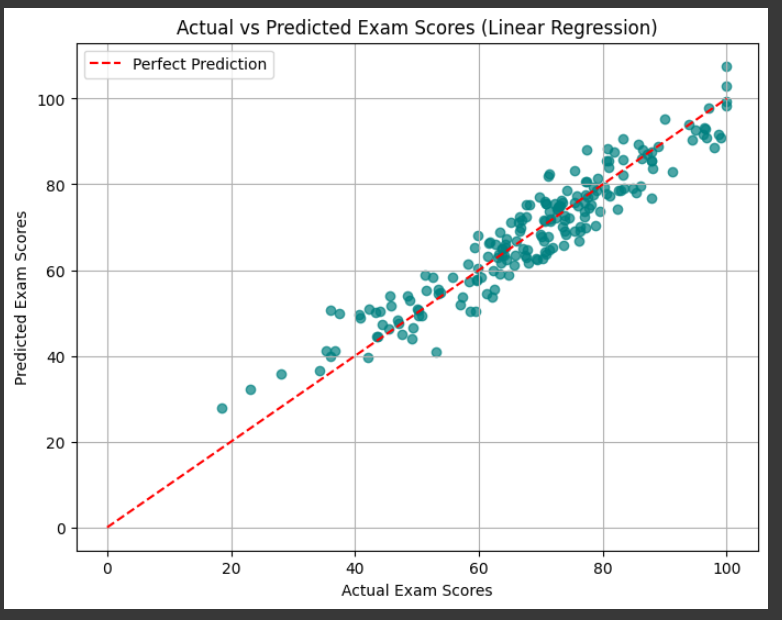 Actual vs Predicted Exam Scores (Linear Regression)
Perfect Prediction
100
80
60
40
20
0
Predicted Exam Scores
0 20 40 60 80 100
Actual Exam Scores